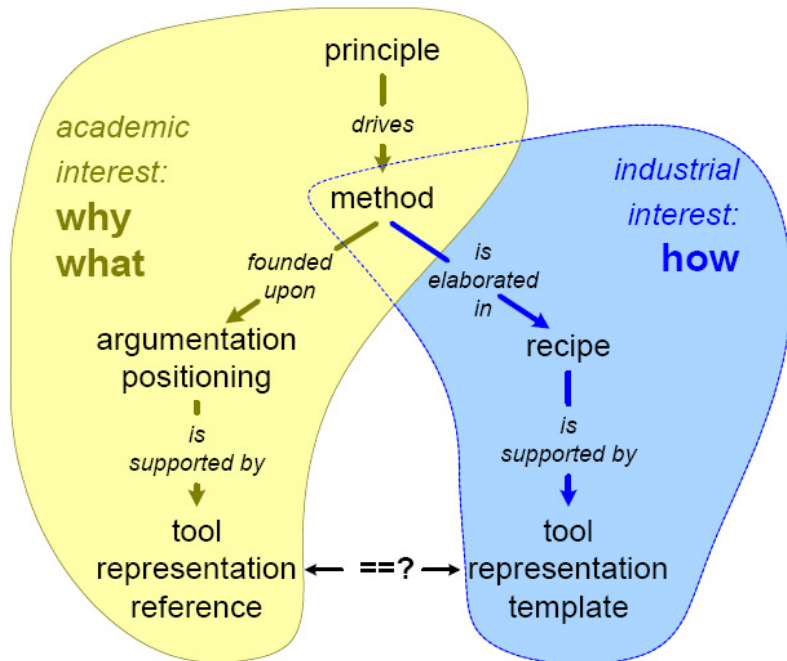 principle
drives
academic
interest:
why
what
method
industrial
interest:
how
founded
upon
is
elaborated
in
argumentation
positioning
recipe
is
supported by
is
supported by
tool
representation
reference
==?
tool
representation
template